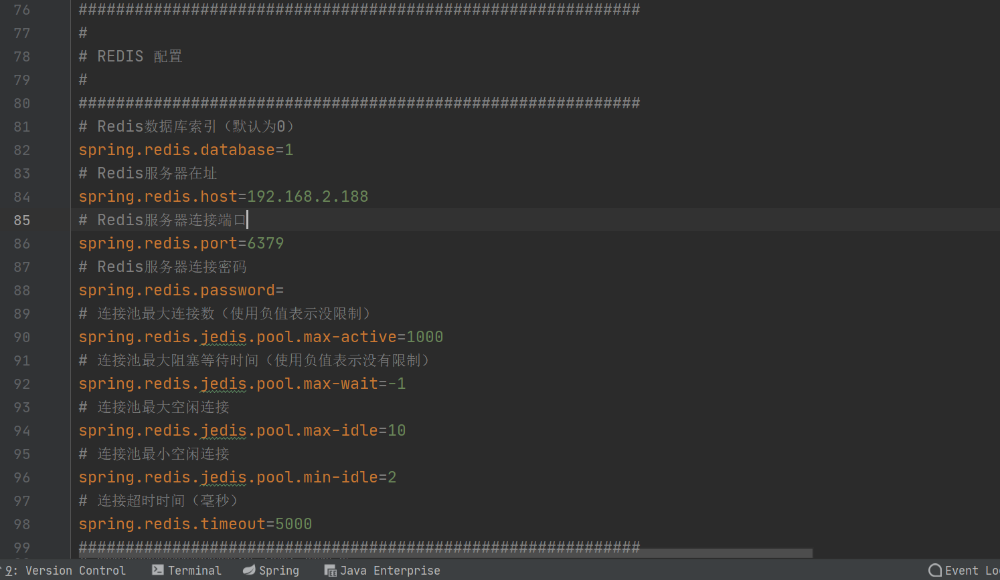 76 ############################################################
77 #
78 # REDIS 配置
79 #
80 ############################################################
81 # Redis数据库索引（默认为0）
82 spring.redis.database=1
83 # Redis服务器在址
84 spring.redis.host=192.168.2.188
85 # Redis服务器连接端口
86 spring.redis.port=6379
87 # Redis服务器连接密码
88 spring.redis.password=
89 # 连接池最大连接数（使用负值表示没限制）
90 spring.redis.jedis.pool.max-active=1000
91 # 连接池最大阻塞等待时间（使用负值表示没有限制）
92 spring.redis.jedis.pool.max-wait=-1
93 # 连接池最大空闲连接
94 spring.redis.jedis.pool.max-idle=10
95 # 连接池最小空闲连接
96 spring.redis.jedis.pool.min-idle=2
97 # 连接超时时间（毫秒）
98 spring.redis.timeout=5000
99 ############################################################
9: Version Control Terminal Spring Java Enterprise Event Lo